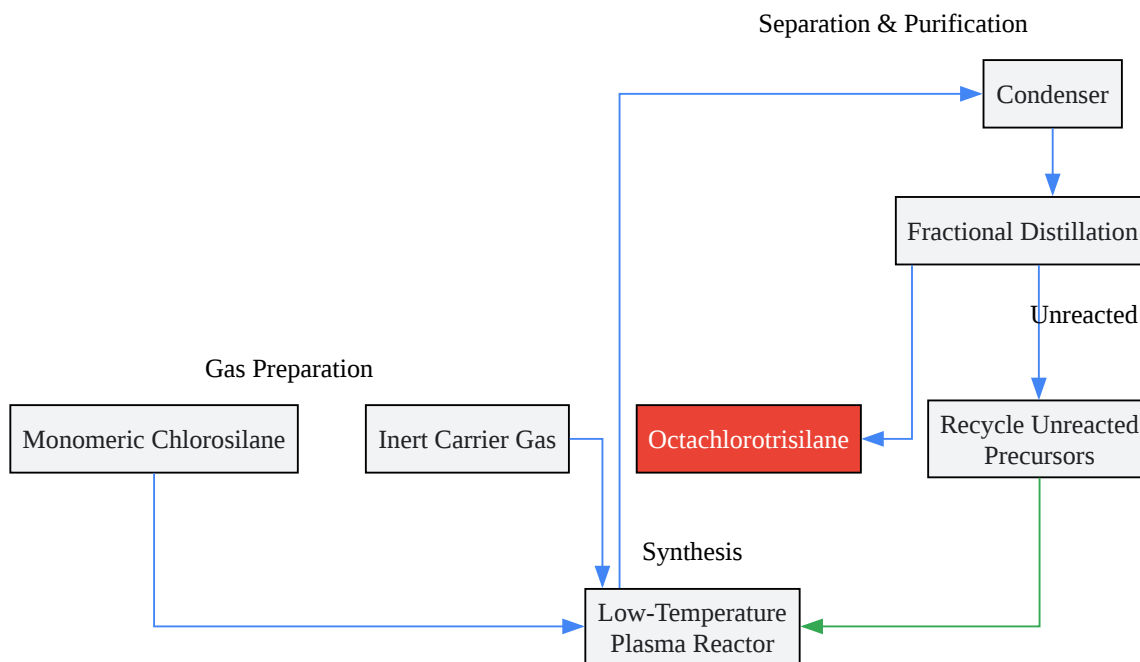 Separation & Purification
Condenser
Fractional Distillation
Unreacted
Gas Preparation
Monomeric Chlorosilane
Inert Carrier Gas
Octachlorotrisilane
Recycle Unreacted
Precursors
Synthesis
Low-Temperature
Plasma Reactor